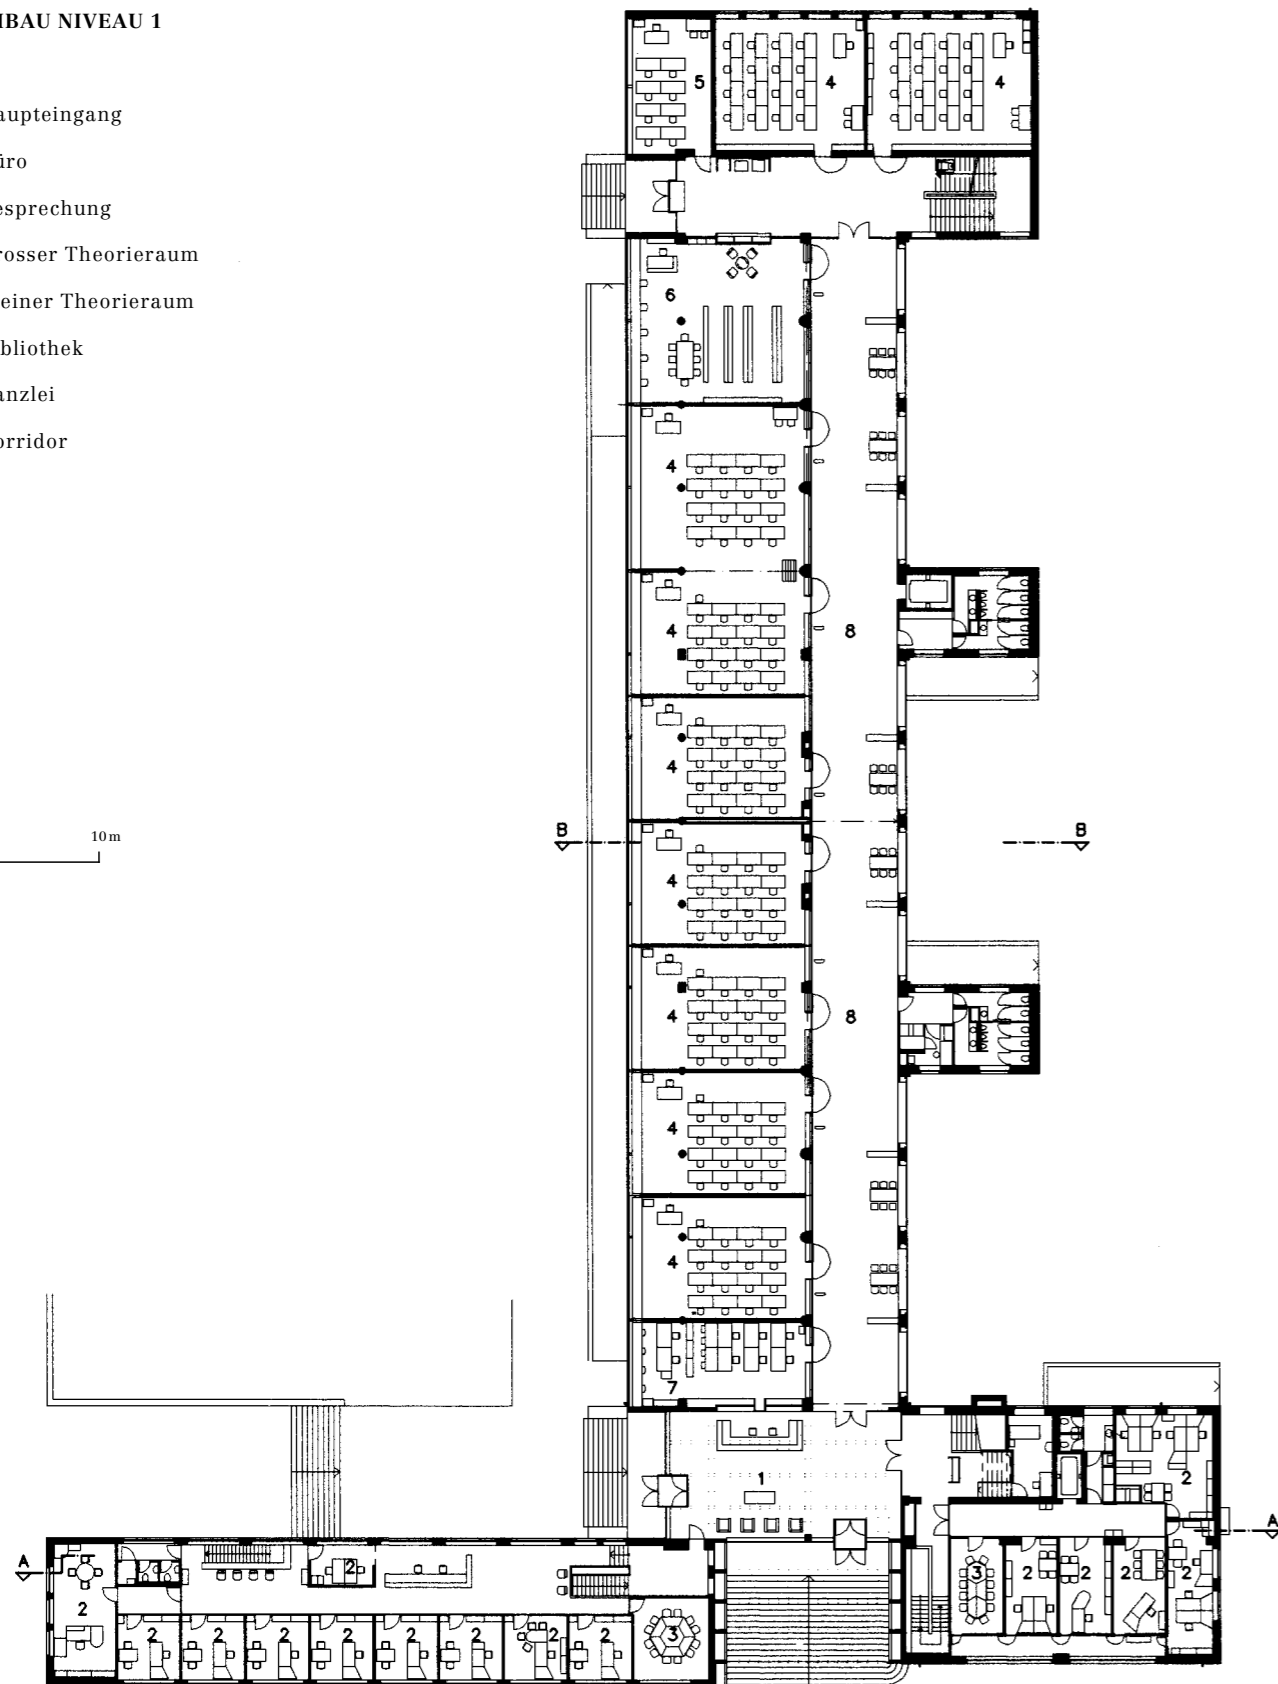 IBAU NIVEAU 1
aupteingang
üro
esprechung
rosser Theorieraum
einer Theorieraum
bliothek
anzlei
orridor
10 m
5 4 4
6
4
4 8
4
B B
4
4 8
4
4
7
1
2
A
A
2 2 3 2 2 2 2
2 2 2 2 2 2 2 2 2 3